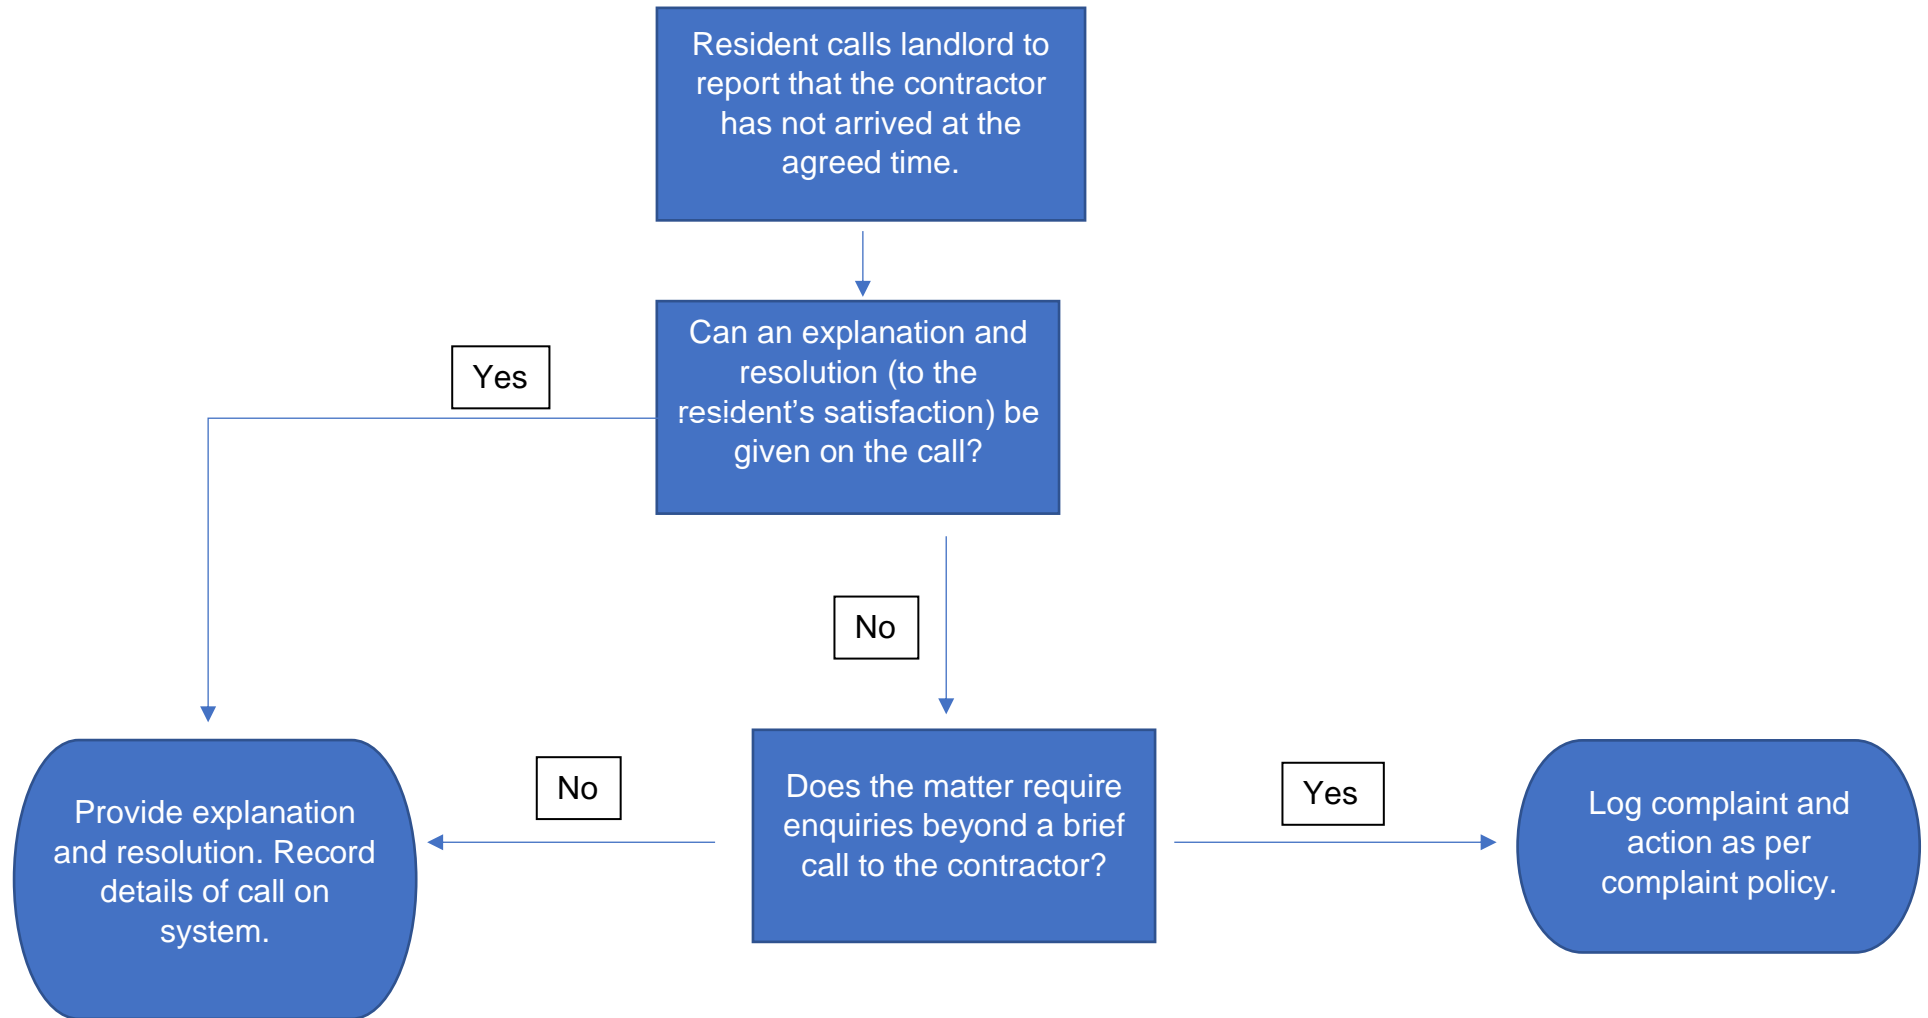 Resident calls landlord to
report that the contractor
has not arrived at the
agreed time.
Can an explanation and
resolution (to the
resident’s satisfaction) be
given on the call?
Yes
No
Provide explanation
and resolution. Record
details of call on
system.
No
Does the matter require
enquiries beyond a brief
call to the contractor?
Yes
Log complaint and
action as per
complaint policy.